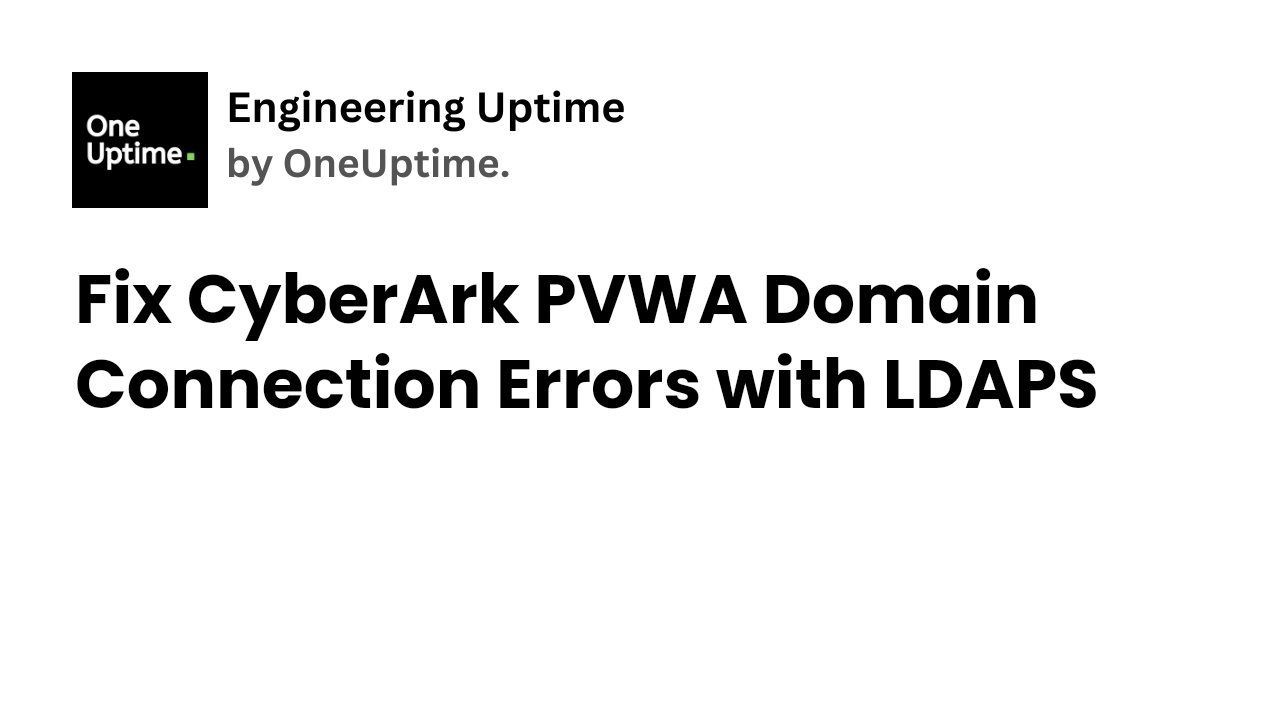 One
Uptime.
Engineering Uptime
by OneUptime.
Fix CyberArk PVWA Domain
Connection Errors with LDAPS